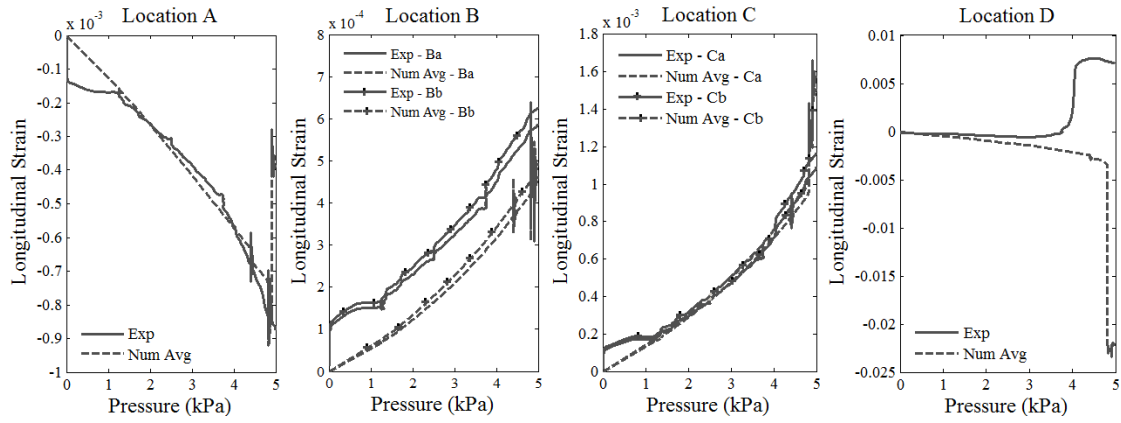 Location A
x 10⁻³
0
-0.1
-0.2
-0.3
-0.4
-0.5
-0.6
-0.7
-0.8
-0.9
-1
Longitudinal Strain
Exp
Num Avg
0 1 2 3 4 5
Pressure (kPa)
Location B
x 10⁻⁴
8
7
6
5
4
3
2
1
0
Longitudinal Strain
Exp - Ba
Num Avg - Ba
Exp - Bb
Num Avg - Bb
0 1 2 3 4 5
Pressure (kPa)
Location C
x 10⁻³
1.8
1.6
1.4
1.2
1
0.8
0.6
0.4
0.2
0
Longitudinal Strain
Exp - Ca
Num Avg - Ca
Exp - Cb
Num Avg - Cb
0 1 2 3 4 5
Pressure (kPa)
Location D
0.01
0.005
0
-0.005
-0.01
-0.015
-0.02
-0.025
Longitudinal Strain
Exp
Num Avg
0 1 2 3 4 5
Pressure (kPa)